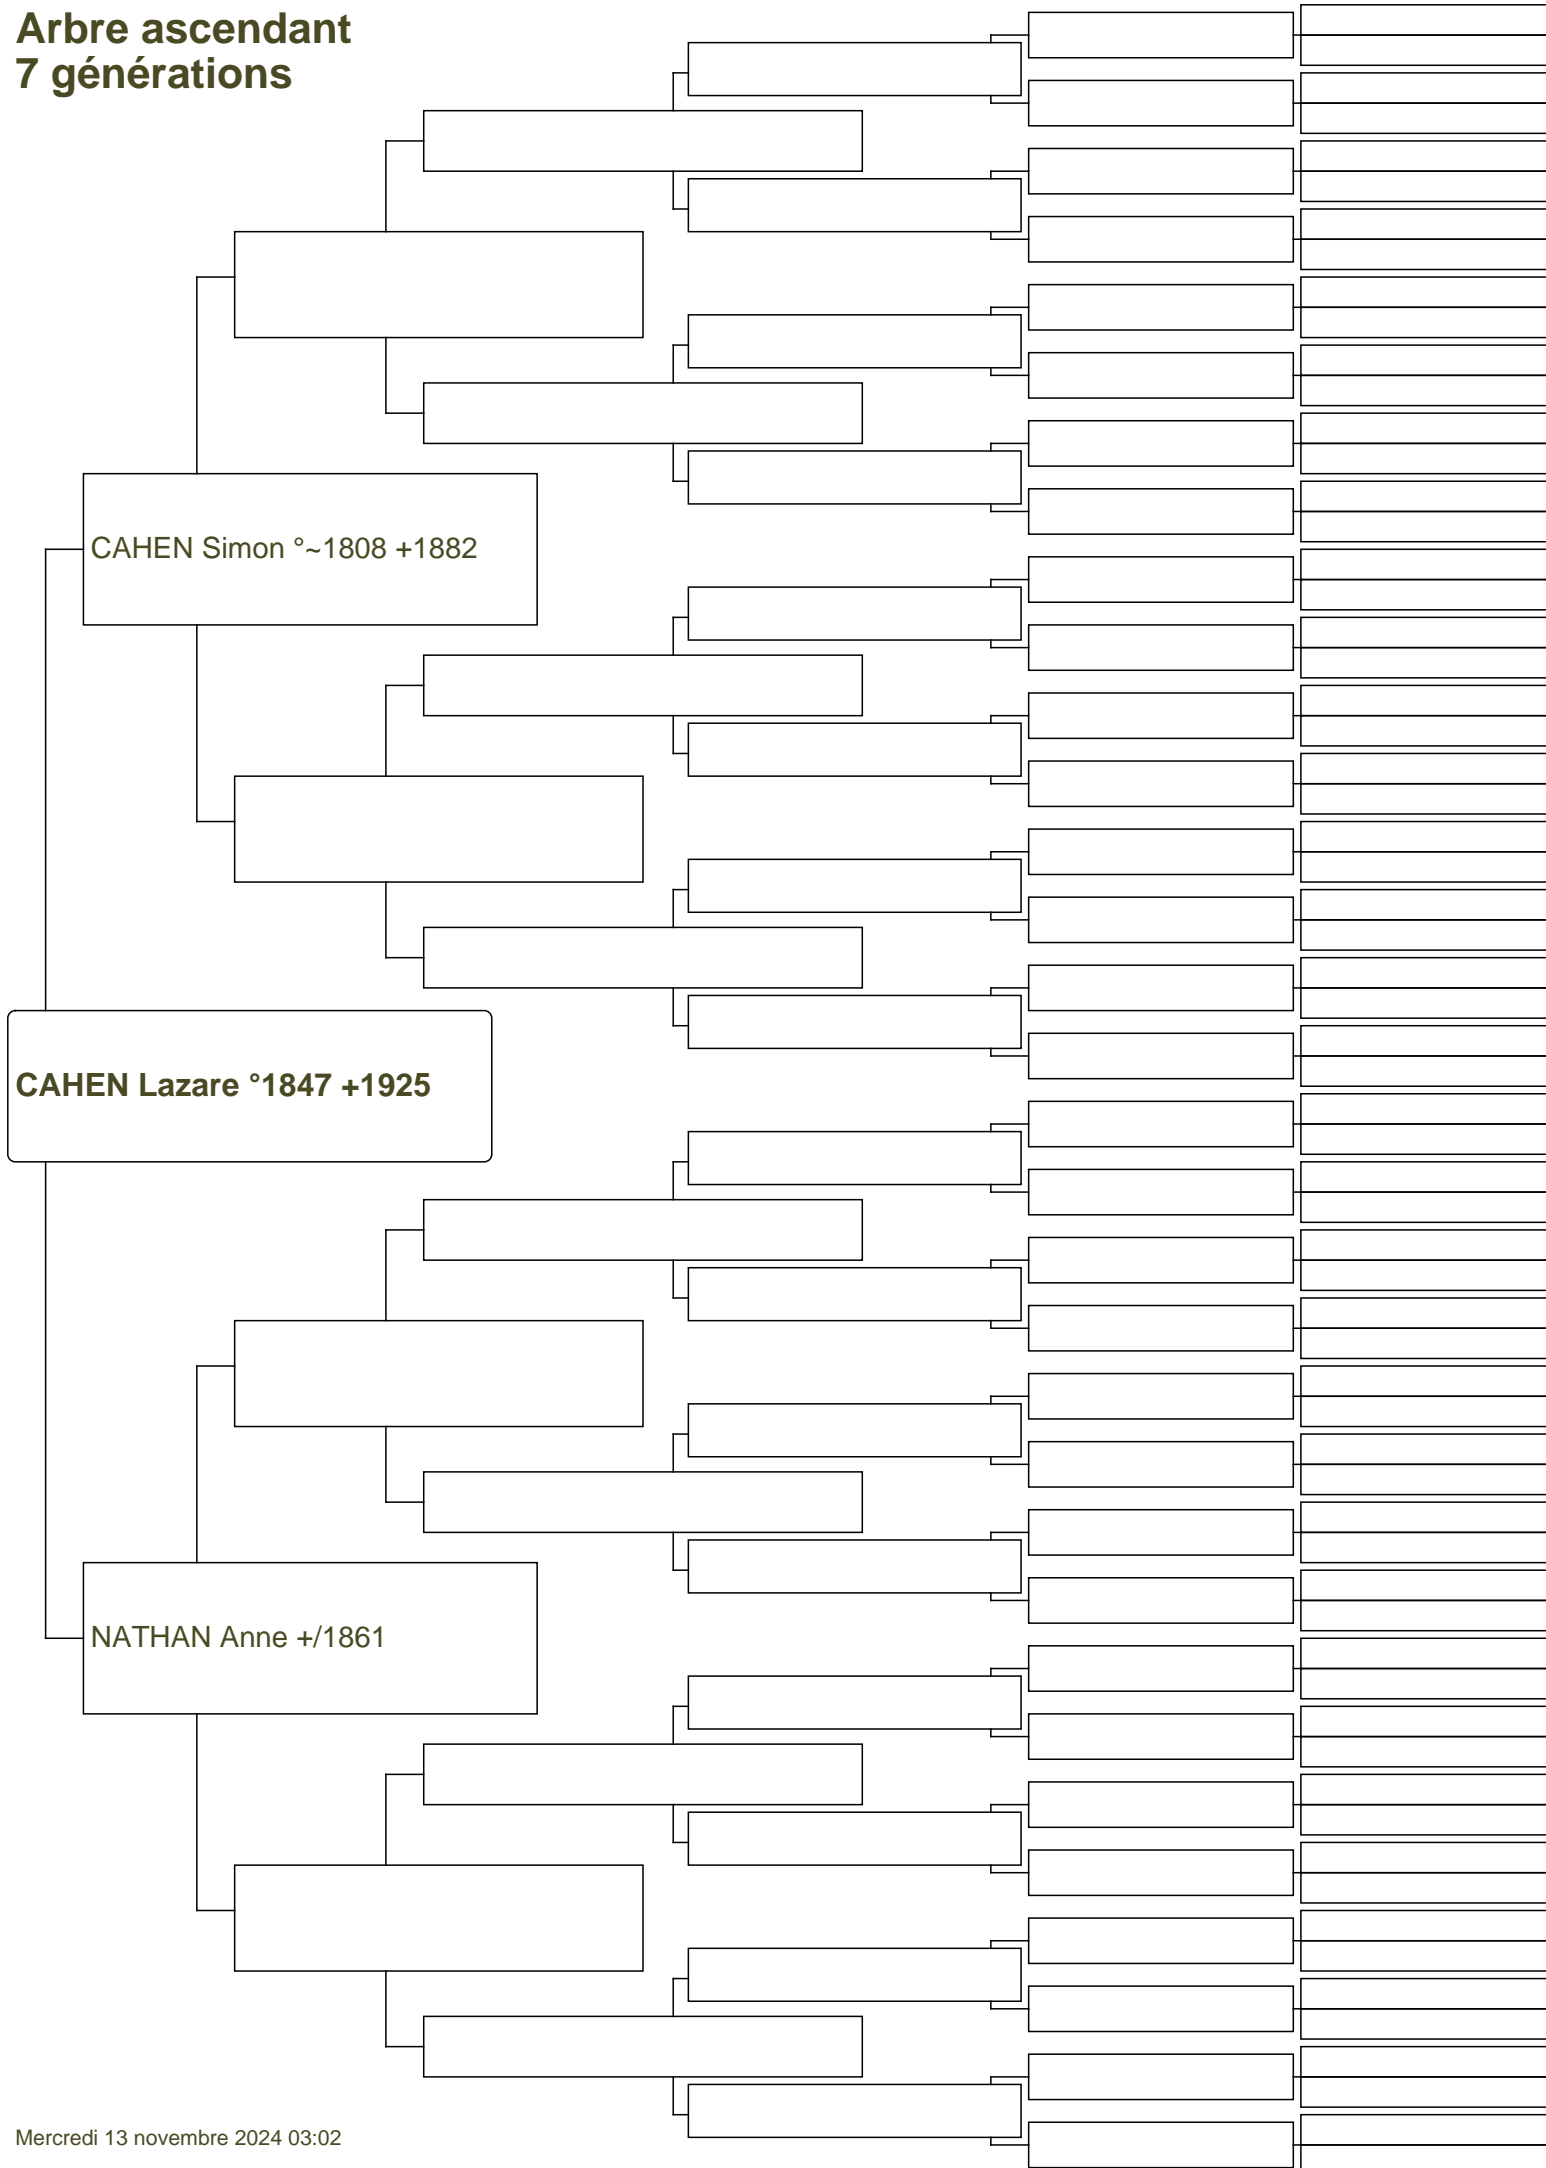 Arbre ascendant
7 générations
CAHEN Simon °~1808 +1882
CAHEN Lazare °1847 +1925
NATHAN Anne +/1861
Mercredi 13 novembre 2024 03:02